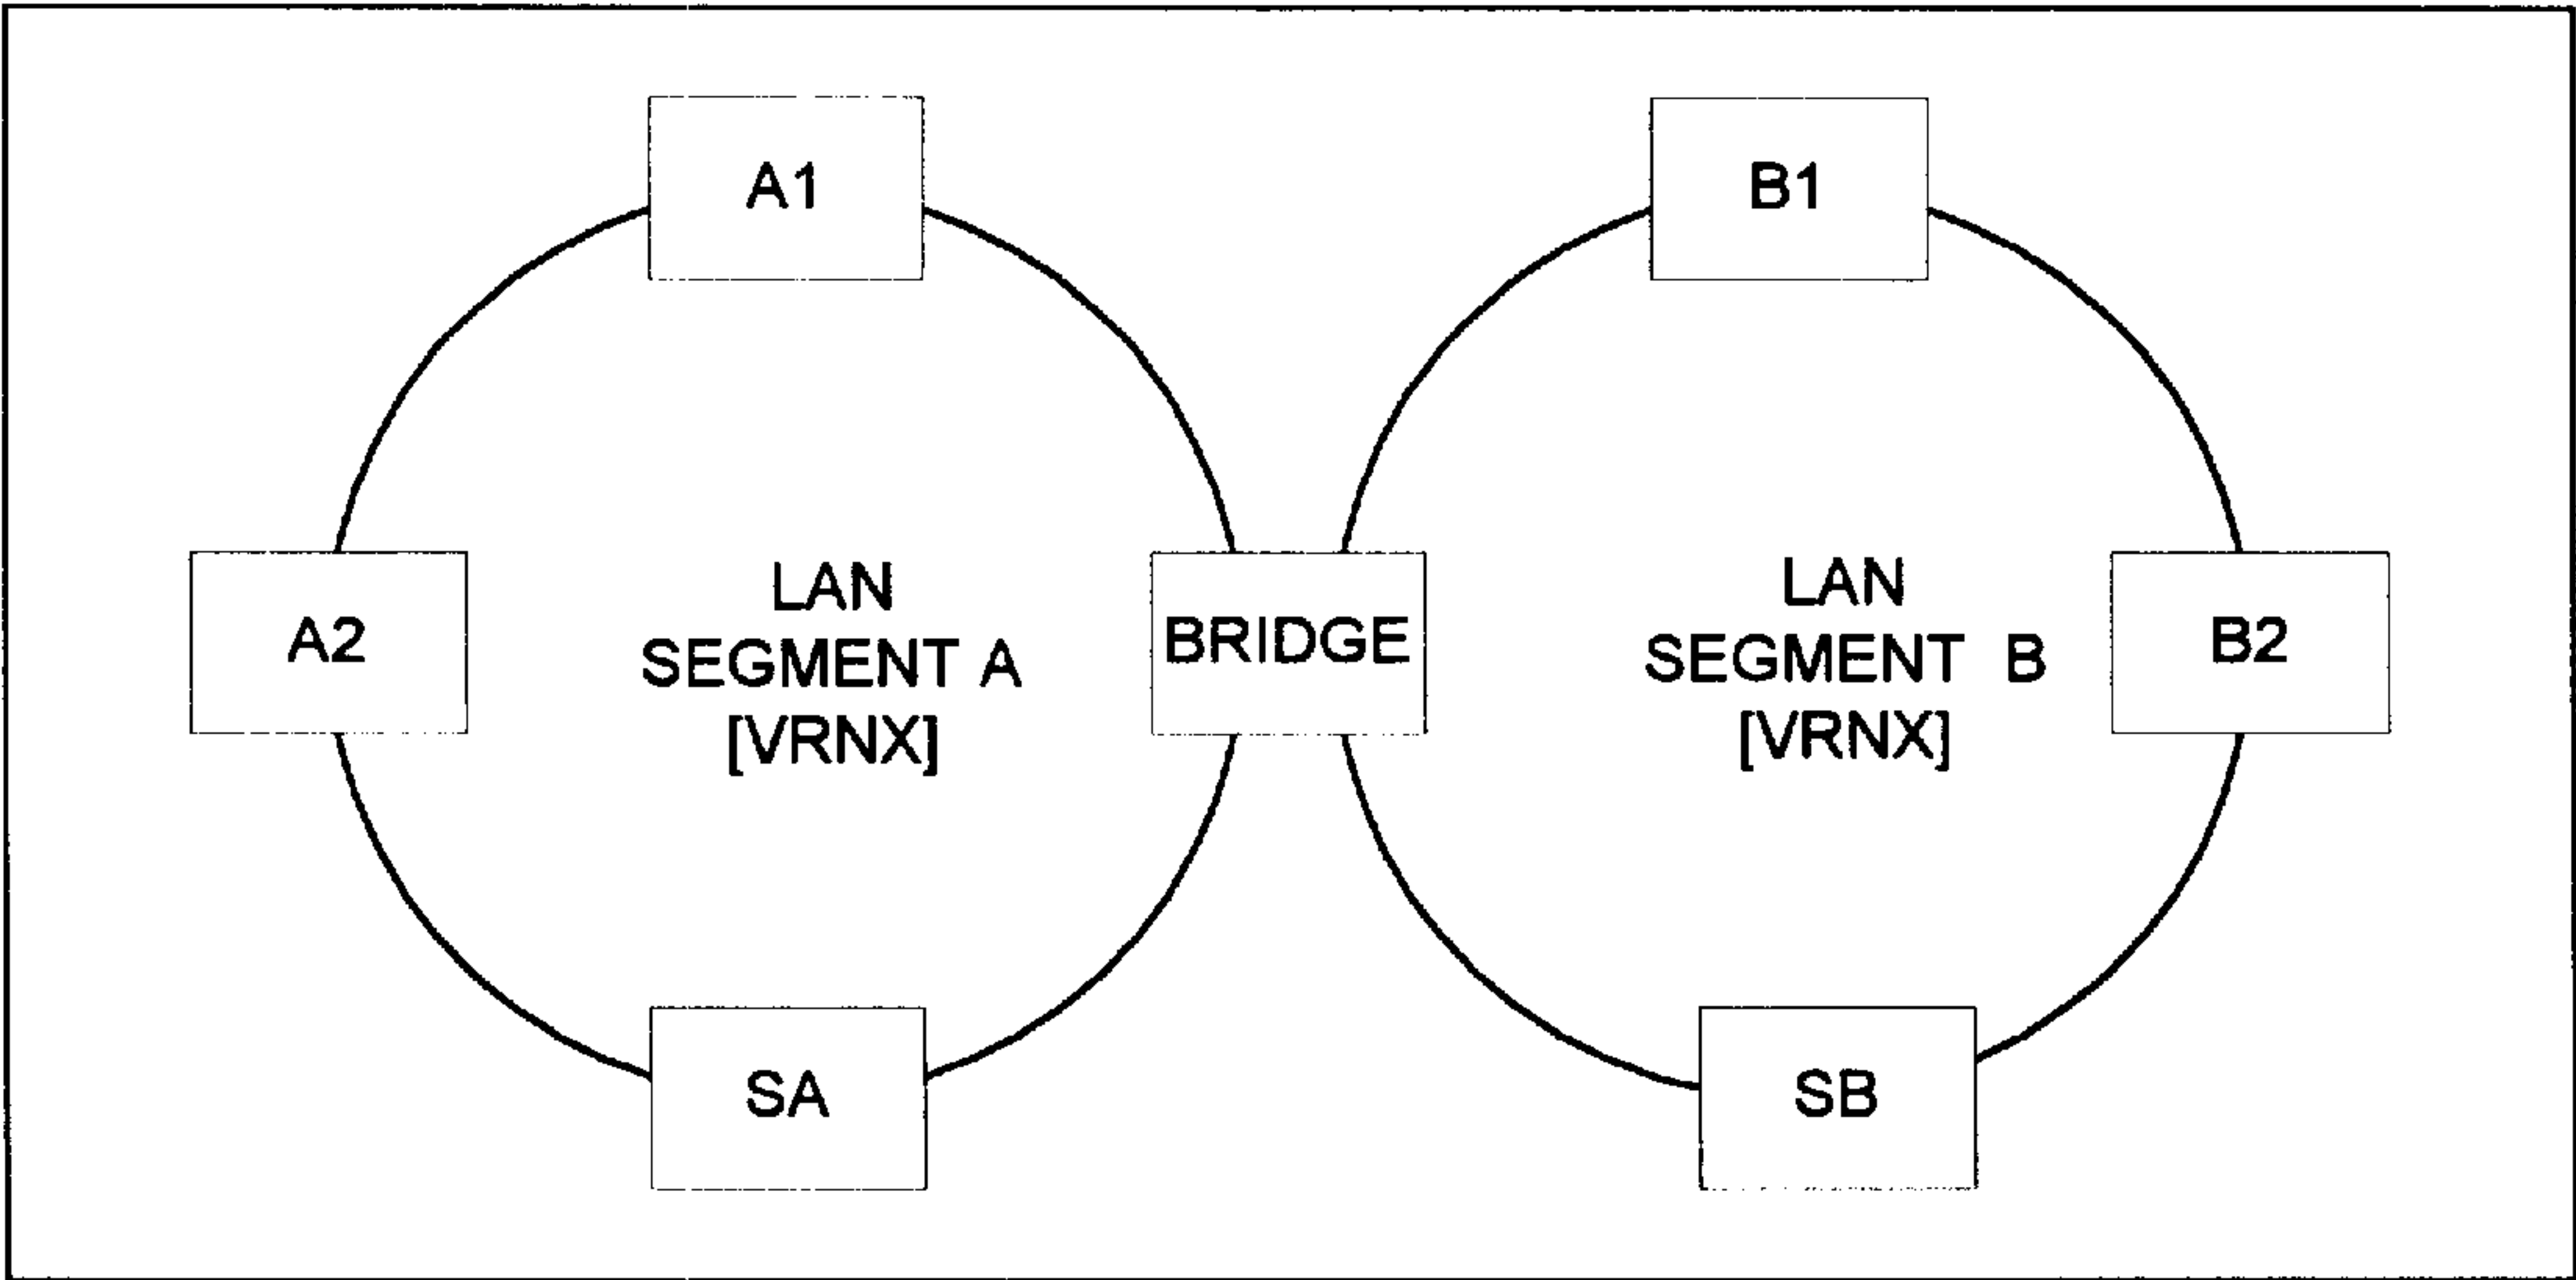 A1
B1
A2
LAN
SEGMENT A
[VRNX]
BRIDGE
LAN
SEGMENT B
[VRNX]
B2
SA
SB